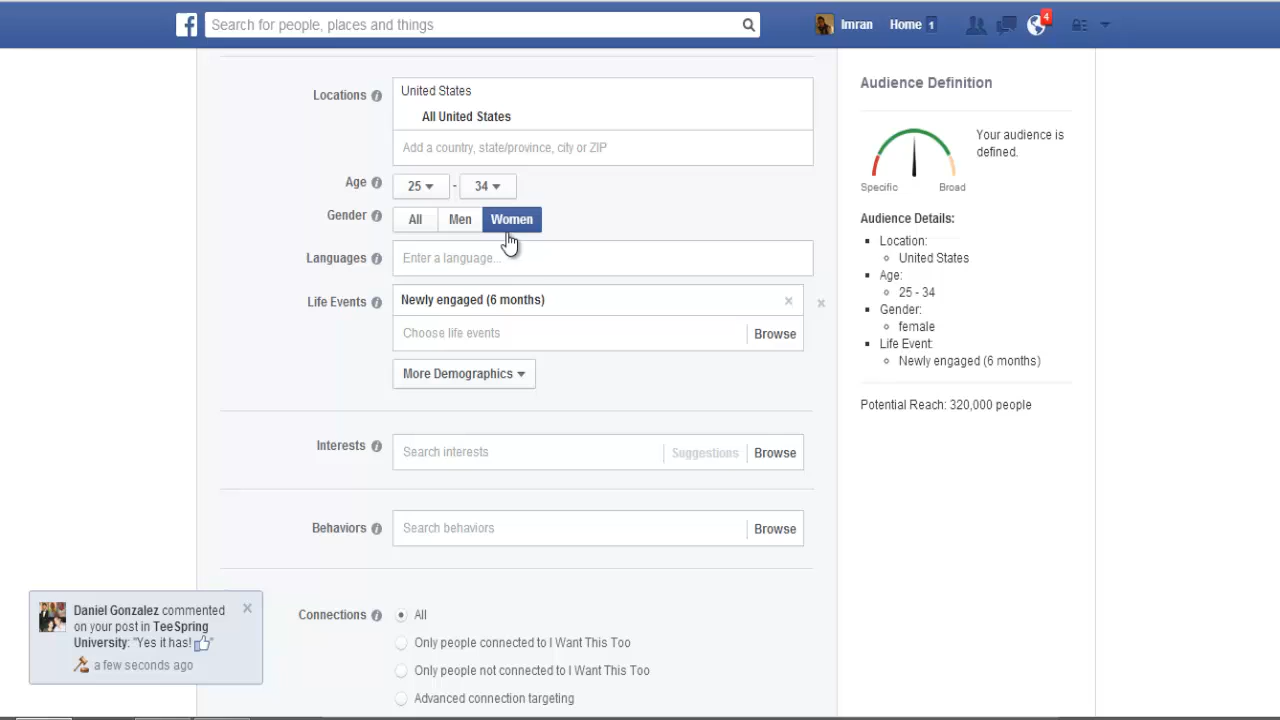 f
Search for people, places and things
Imran
Home 1
4
Locations
United States
All United States
Add a country, state/province, city or ZIP
Age
25
-
34
Gender
All
Men
Women
Languages
Enter a language...
Life Events
Newly engaged (6 months)
Choose life events
Browse
More Demographics
Interests
Search interests
Suggestions
Browse
Behaviors
Search behaviors
Browse
Connections
All
Only people connected to I Want This Too
Only people not connected to I Want This Too
Advanced connection targeting
Audience Definition
Specific
Broad
Your audience is
defined.
Audience Details:
Location:
United States
Age:
25 - 34
Gender:
female
Life Event:
Newly engaged (6 months)
Potential Reach: 320,000 people
Daniel Gonzalez commented
on your post in TeeSpring
University: "Yes it has! "
a few seconds ago